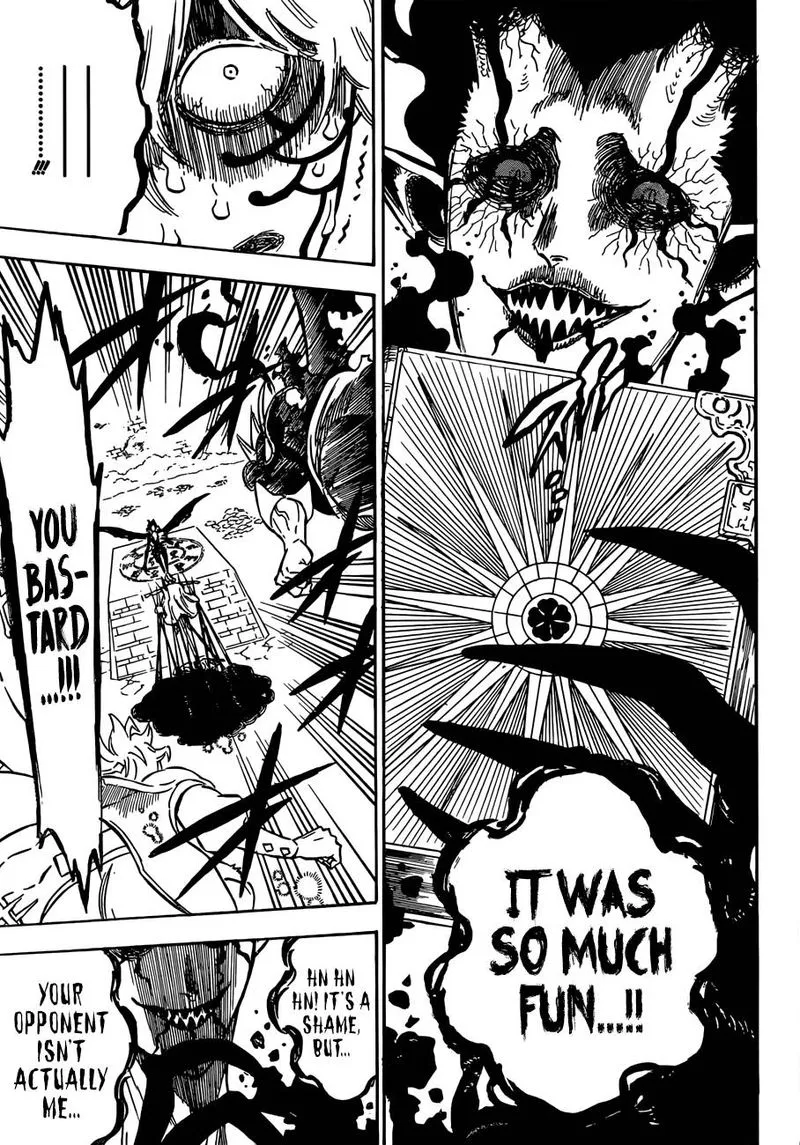 IT WAS
SO MUCH
FUN...!!
...!!!
YOU
BAS-
TARD
......!!!
HN HN
HN! IT'S A
SHAME,
BUT...
YOUR
OPPONENT
ISN'T
ACTUALLY
ME...